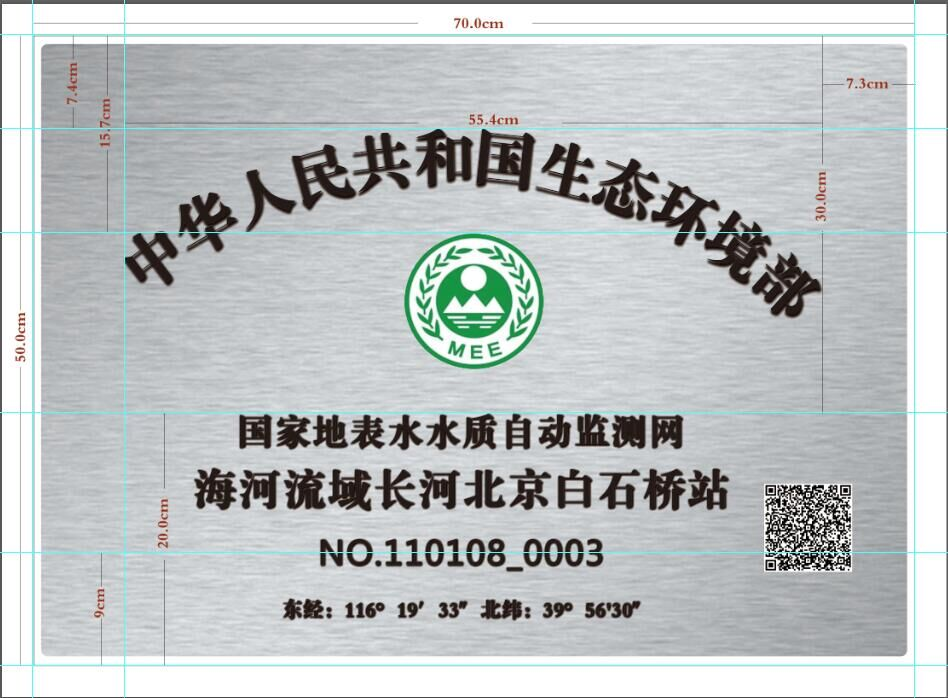 70.0cm
7.4cm
15.7cm
7.3cm
55.4cm
30.0cm
中华人民共和国生态环境部
MEE
50.0cm
国家地表水水质自动监测网
海河流域长河北京白石桥站
20.0cm
NO.110108_0003
9cm
东经：116° 19′ 33″ 北纬：39° 56'30″